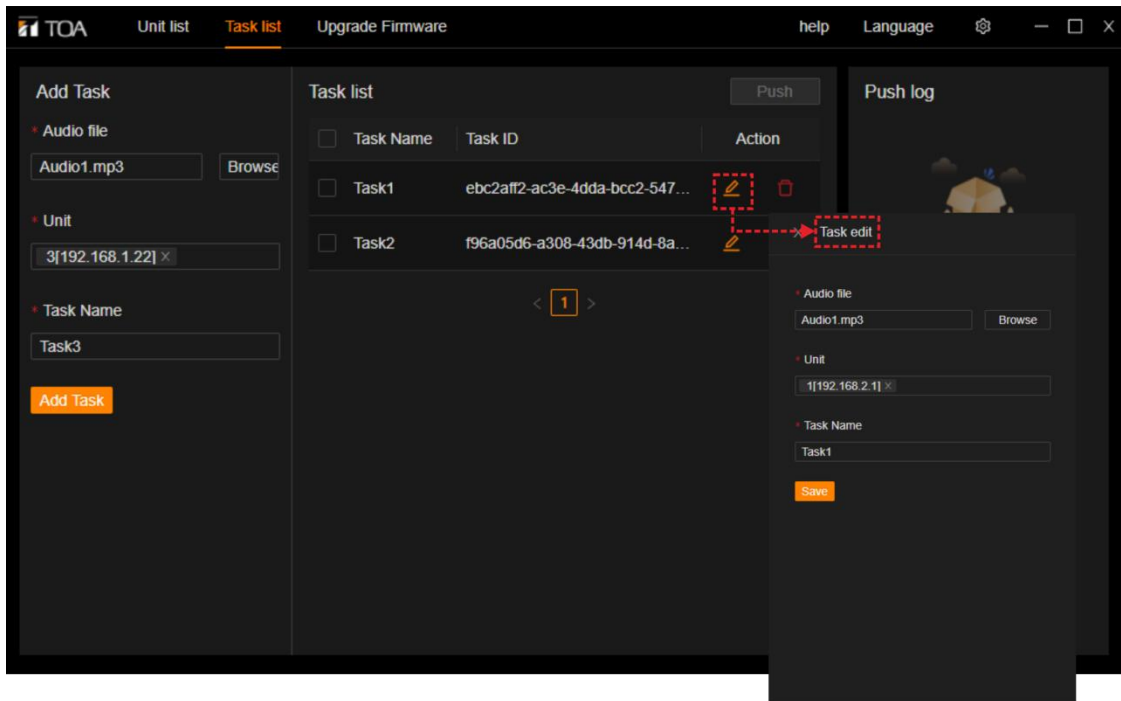 TOA Unit list Task list Upgrade Firmware help Language
Add Task
* Audio file
Audio1.mp3 Browse
* Unit
3[192.168.1.22] ×
* Task Name
Task3
Add Task
Task list Push
Task Name Task ID Action
Task1 ebc2aff2-ac3e-4dda-bcc2-547...
Task2 f96a05d6-a308-43db-914d-8a...
< 1 >
Push log
Task edit
* Audio file
Audio1.mp3 Browse
* Unit
1[192.168.2.1] ×
* Task Name
Task1
Save